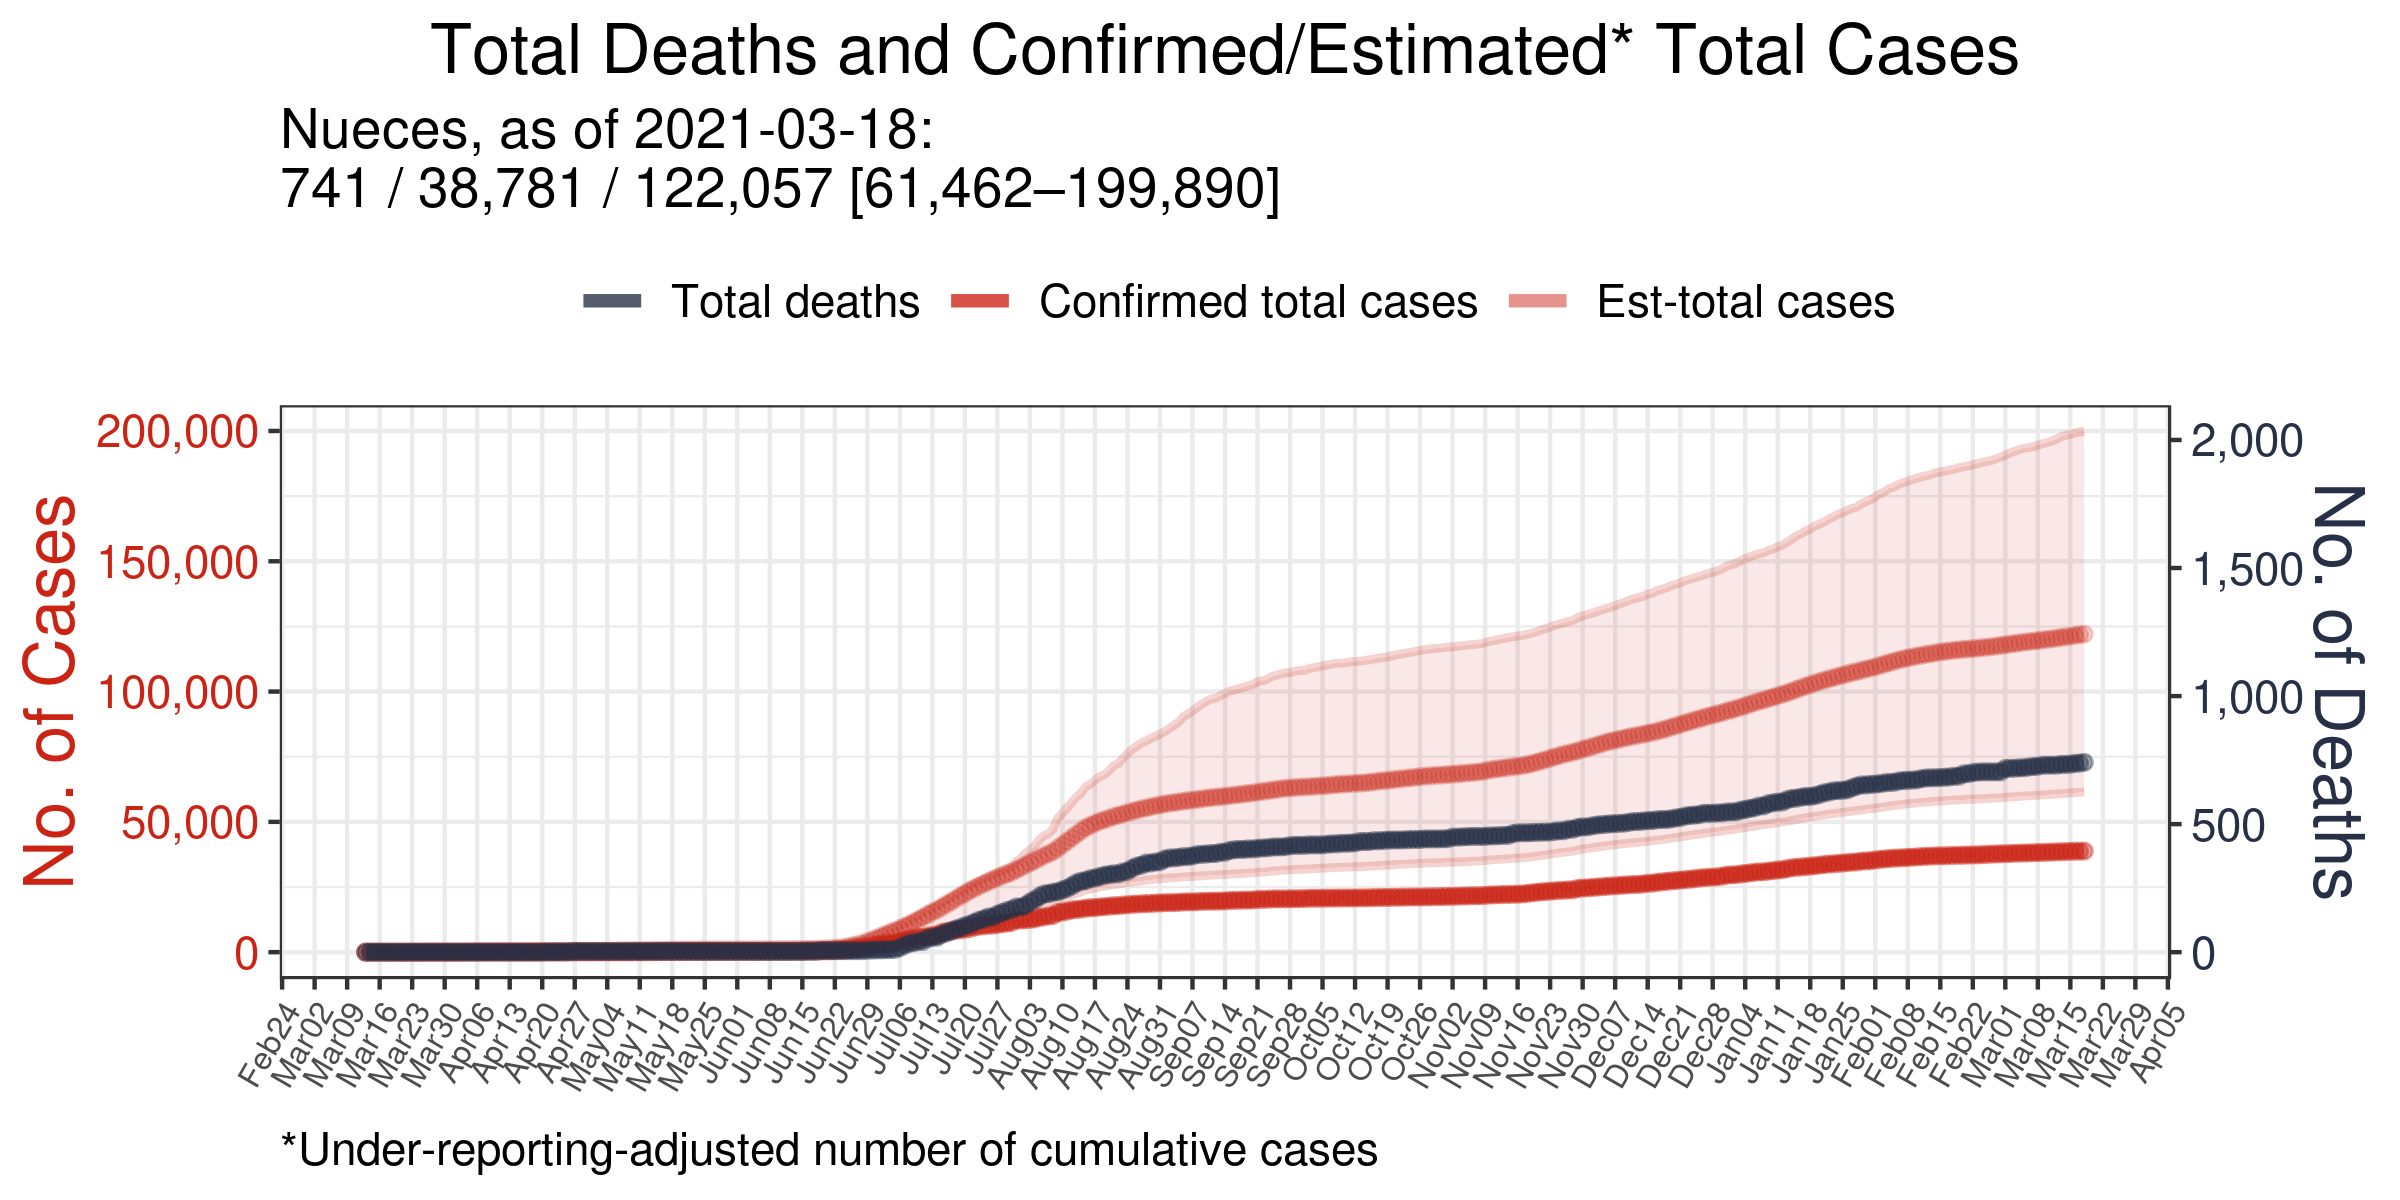 Total Deaths and Confirmed/Estimated* Total Cases
Nueces, as of 2021-03-18:
741 / 38,781 / 122,057 [61,462–199,890]
Total deaths
Confirmed total cases
Est-total cases
No. of Cases
200,000
150,000
100,000
50,000
0
2,000
1,500
1,000
500
0
No. of Deaths
Feb24
Mar02
Mar09
Mar16
Mar23
Mar30
Apr06
Apr13
Apr20
Apr27
May04
May11
May18
May25
Jun01
Jun08
Jun15
Jun22
Jun29
Jul06
Jul13
Jul20
Jul27
Aug03
Aug10
Aug17
Aug24
Aug31
Sep07
Sep14
Sep21
Sep28
Oct05
Oct12
Oct19
Oct26
Nov02
Nov09
Nov16
Nov23
Nov30
Dec07
Dec14
Dec21
Dec28
Jan04
Jan11
Jan18
Jan25
Feb01
Feb08
Feb15
Feb22
Mar01
Mar08
Mar15
Mar22
Mar29
Apr05
*Under-reporting-adjusted number of cumulative cases